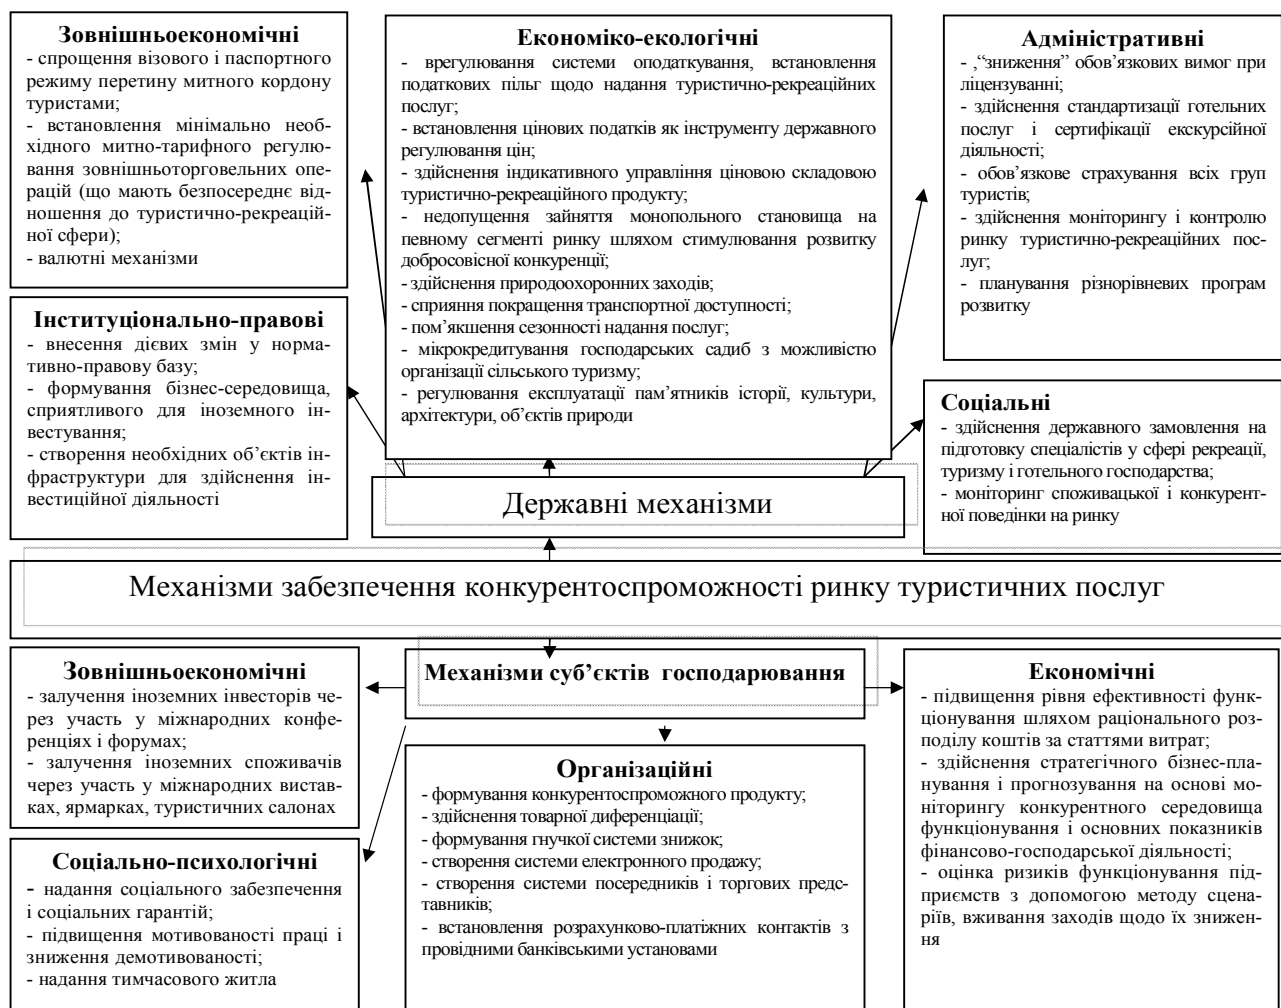 Зовнішньоекономічні
- спрощення візового і паспортного
режиму перетину митного кордону
туристами;
- встановлення мінімально необ-
хідного митно-тарифного регулю-
вання зовнішньоторговельних опе-
рацій (що мають безпосереднє від-
ношення до туристично-рекреацій-
ної сфери);
- валютні механізми
Інституціонально-правові
- внесення дієвих змін у норма-
тивно-правову базу;
- формування бізнес-середовища,
сприятливого для іноземного ін-
вестування;
- створення необхідних об’єктів ін-
фраструктури для здійснення ін-
вестиційної діяльності
Економіко-екологічні
- врегулювання системи оподаткування, встановлення
податкових пільг щодо надання туристично-рекреаційних
послуг;
- встановлення цінових податків як інструменту державного
регулювання цін;
- здійснення індикативного управління ціновою складовою
туристично-рекреаційного продукту;
- недопущення зайняття монопольного становища на
певному сегменті ринку шляхом стимулювання розвитку
добросовісної конкуренції;
- здійснення природоохоронних заходів;
- сприяння покращення транспортної доступності;
- пом’якшення сезонності надання послуг;
- мікрокредитування господарських садиб з можливістю
організації сільського туризму;
- регулювання експлуатації пам’ятників історії, культури,
архітектури, об’єктів природи
Адміністративні
- ,“зниження” обов’язкових вимог при
ліцензуванні;
- здійснення стандартизації готельних
послуг і сертифікації екскурсійної
діяльності;
- обов’язкове страхування всіх груп
туристів;
- здійснення моніторингу і контролю
ринку туристично-рекреаційних пос-
луг;
- планування різнорівневих програм
розвитку
Соціальні
- здійснення державного замовлення на
підготовку спеціалістів у сфері рекреації,
туризму і готельного господарства;
- моніторинг споживацької і конкурент-
ної поведінки на ринку
Державні механізми
Механізми забезпечення конкурентоспроможності ринку туристичних послуг
Механізми суб’єктів господарювання
Зовнішньоекономічні
- залучення іноземних інвесторів че-
рез участь у міжнародних конфе-
ренціях і форумах;
- залучення іноземних споживачів
через участь у міжнародних вистав-
ках, ярмарках, туристичних салонах
Соціально-психологічні
- надання соціального забезпечення
і соціальних гарантій;
- підвищення мотивованості праці і
зниження демотивованості;
- надання тимчасового житла
Організаційні
- формування конкурентоспроможного продукту;
- здійснення товарної диференціації;
- формування гнучкої системи знижок;
- створення системи електронного продажу;
- створення системи посередників і торгових предс-
тавників;
- встановлення розрахунково-платіжних контактів з
провідними банківськими установами
Економічні
- підвищення рівня ефективності функ-
ціонування шляхом раціонального роз-
поділу коштів за статтями витрат;
- здійснення стратегічного бізнес-пла-
нування і прогнозування на основі мо-
ніторингу конкурентного середовища
функціонування і основних показників
фінансово-господарської діяльності;
- оцінка ризиків функціонування під-
приємств з допомогою методу сцена-
ріїв, вживання заходів щодо їх знижен-
ня